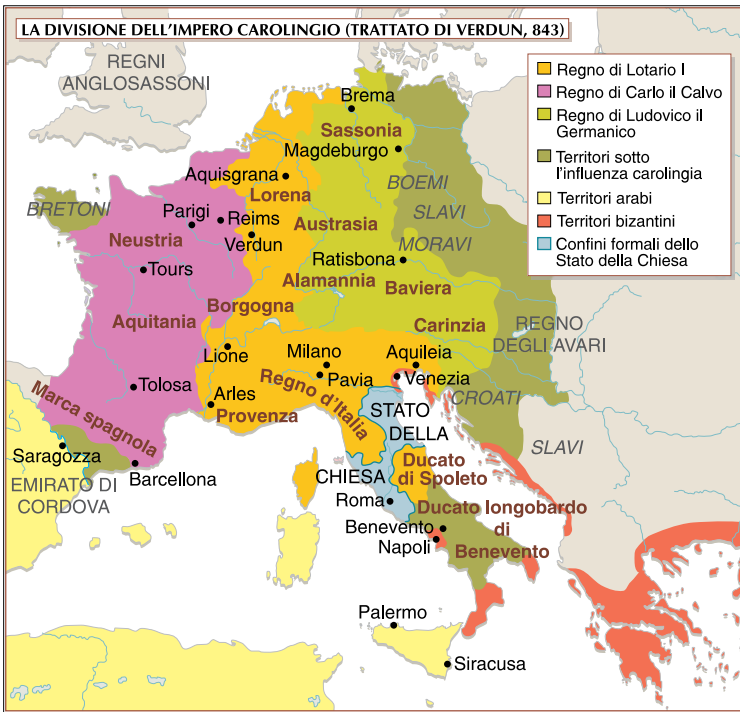 LA DIVISIONE DELL'IMPERO CAROLINGIO (TRATTATO DI VERDUN, 843)
REGNI
ANGLOSASSONI
Regno di Lotario I
Regno di Carlo il Calvo
Regno di Ludovico il
Germanico
Territori sotto
l'influenza carolingia
Territori arabi
Territori bizantini
Confini formali dello
Stato della Chiesa
Brema
Sassonia
Magdeburgo
Aquisgrana
Lorena
BOEMI
SLAVI
MORAVI
BRETONI
Parigi
Reims
Verdun
Neustria
Austrasia
Tours
Ratisbona
Alamannia
Baviera
Borgogna
Aquitania
Carinzia
REGNO
DEGLI AVARI
Lione
Milano
Aquileia
Pavia
Venezia
Tolosa
Arles
Provenza
Regno d'Italia
CROATI
STATO
DELLA
CHIESA
Marca spagnola
SLAVI
Saragozza
Barcellona
EMIRATO DI
CORDOVA
Ducato
di Spoleto
Roma
Ducato longobardo
di
Benevento
Benevento
Napoli
Palermo
Siracusa